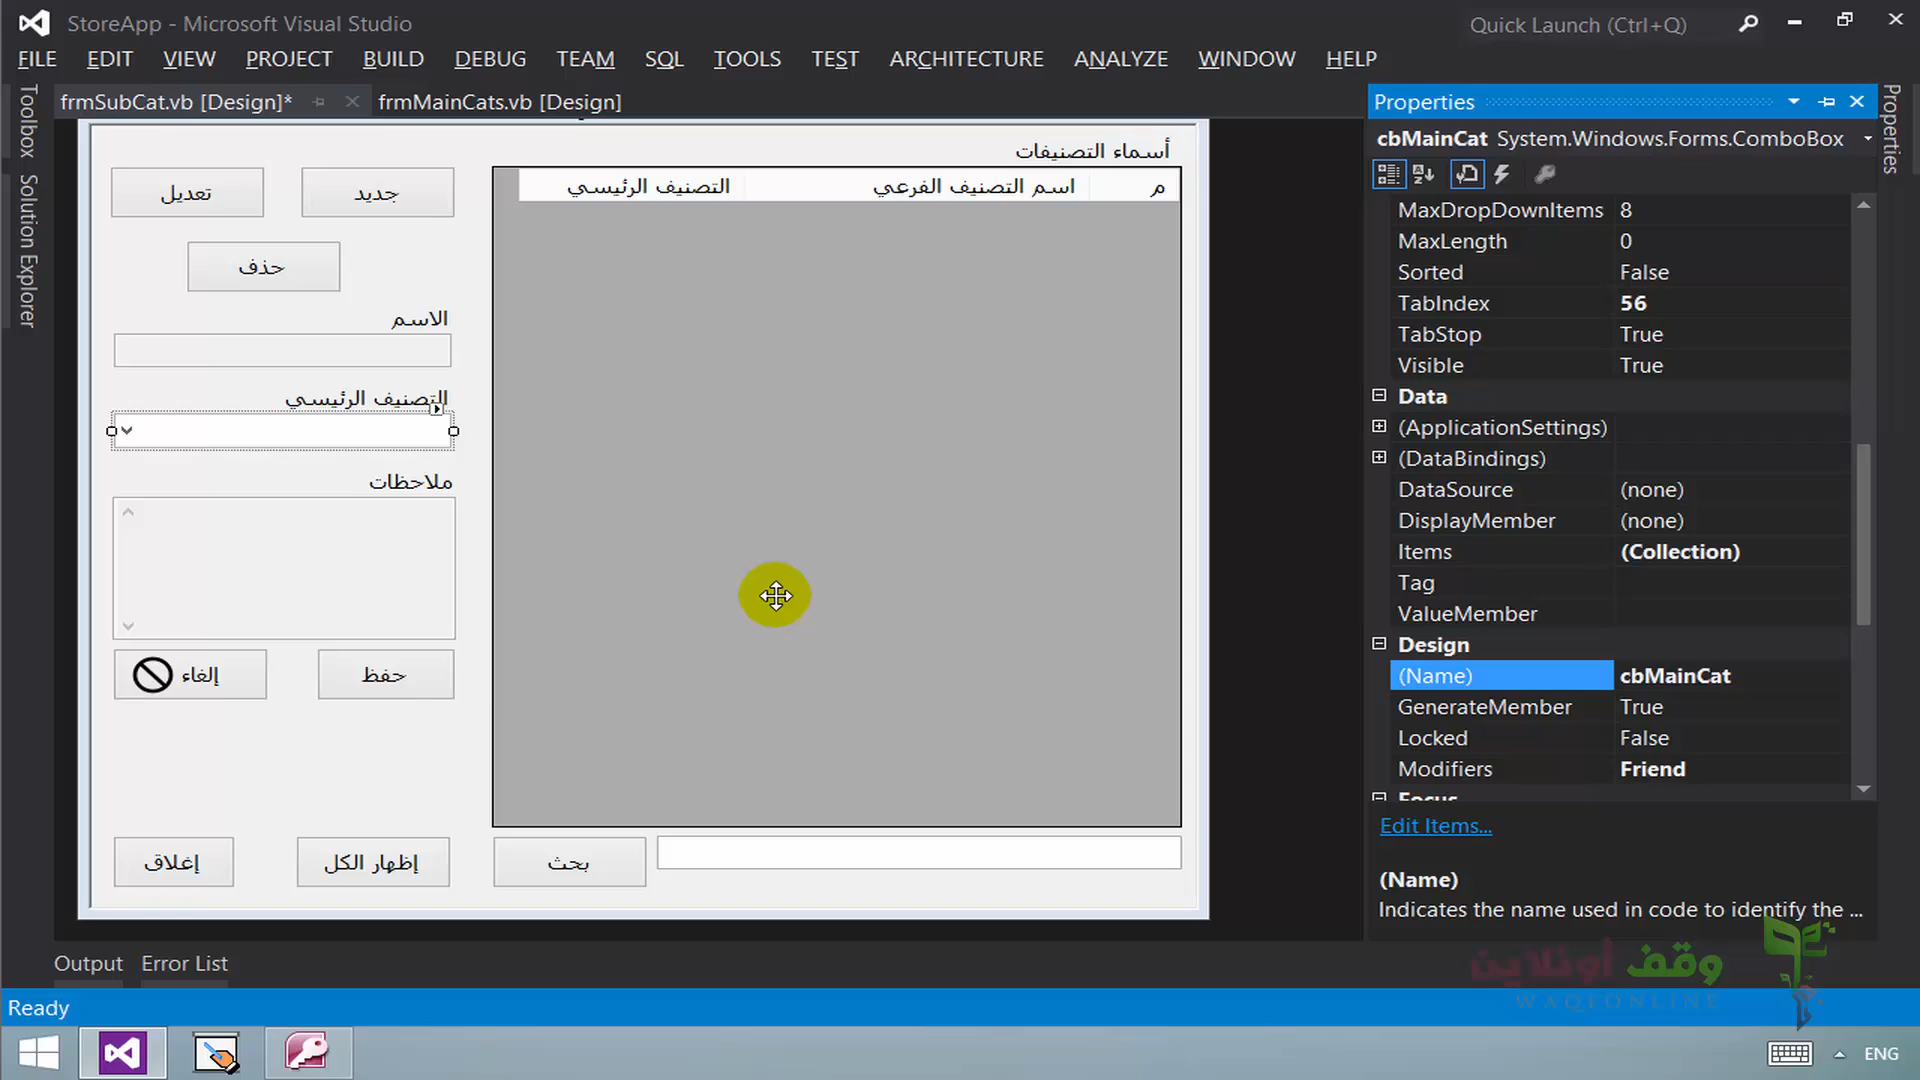 StoreApp - Microsoft Visual Studio
Quick Launch (Ctrl+Q)
FILE EDIT VIEW PROJECT BUILD DEBUG TEAM SQL TOOLS TEST ARCHITECTURE ANALYZE WINDOW HELP
Toolbox
Solution Explorer
frmSubCat.vb [Design]* frmMainCats.vb [Design]
أسماء التصنيفات
م اسم التصنيف الفرعي التصنيف الرئيسي
جديد تعديل
حذف
الاسم
التصنيف الرئيسي
ملاحظات
حفظ إلغاء
بحث إظهار الكل إغلاق
Properties
Properties
cbMainCat System.Windows.Forms.ComboBox
MaxDropDownItems 8
MaxLength 0
Sorted False
TabIndex 56
TabStop True
Visible True
Data
(ApplicationSettings)
(DataBindings)
DataSource (none)
DisplayMember (none)
Items (Collection)
Tag
ValueMember
Design
(Name) cbMainCat
GenerateMember True
Locked False
Modifiers Friend
Focus
Edit Items...
(Name)
Indicates the name used in code to identify the ...
وقف أونلاين
WAQFONLINE
Output Error List
Ready
ENG